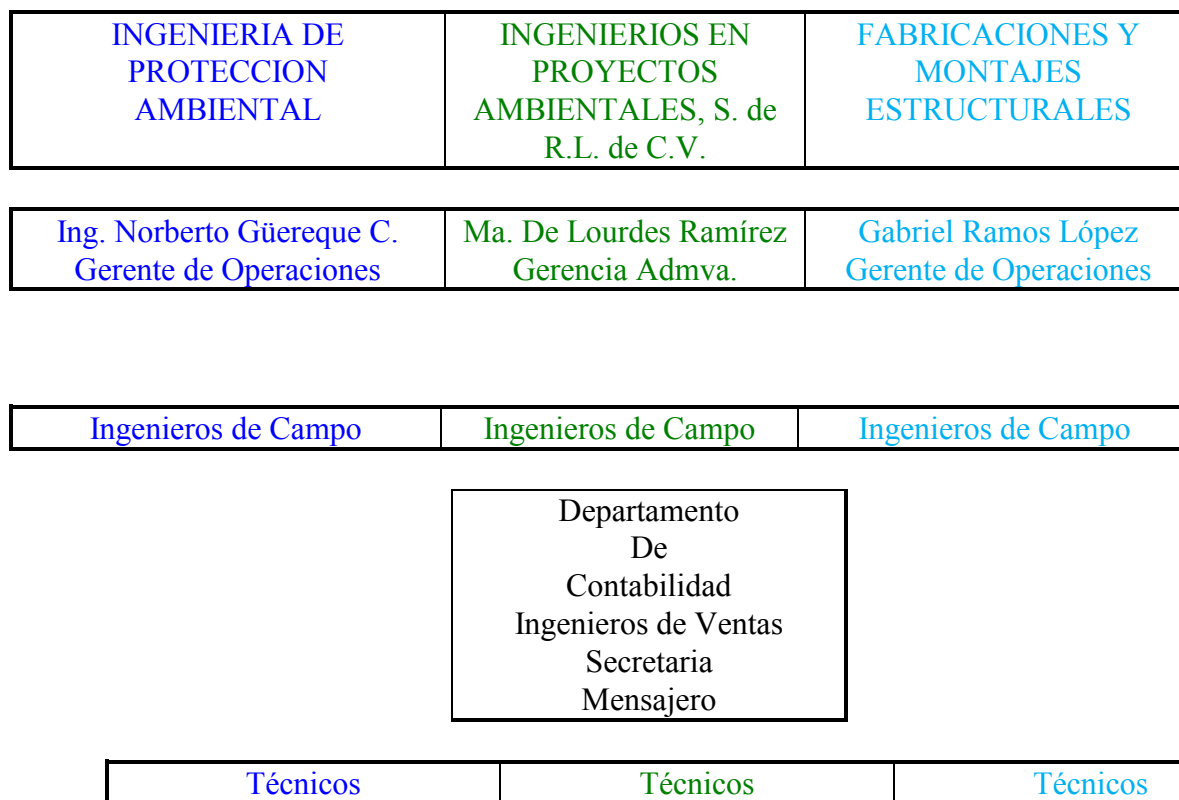 INGENIERIA DE
PROTECCION
AMBIENTAL
INGENIERIOS EN
PROYECTOS
AMBIENTALES, S. de
R.L. de C.V.
FABRICACIONES Y
MONTAJES
ESTRUCTURALES
Ing. Norberto Güereque C.
Gerente de Operaciones
Ma. De Lourdes Ramírez
Gerencia Admva.
Gabriel Ramos López
Gerente de Operaciones
Ingenieros de Campo
Ingenieros de Campo
Ingenieros de Campo
Departamento
De
Contabilidad
Ingenieros de Ventas
Secretaria
Mensajero
Técnicos
Técnicos
Técnicos